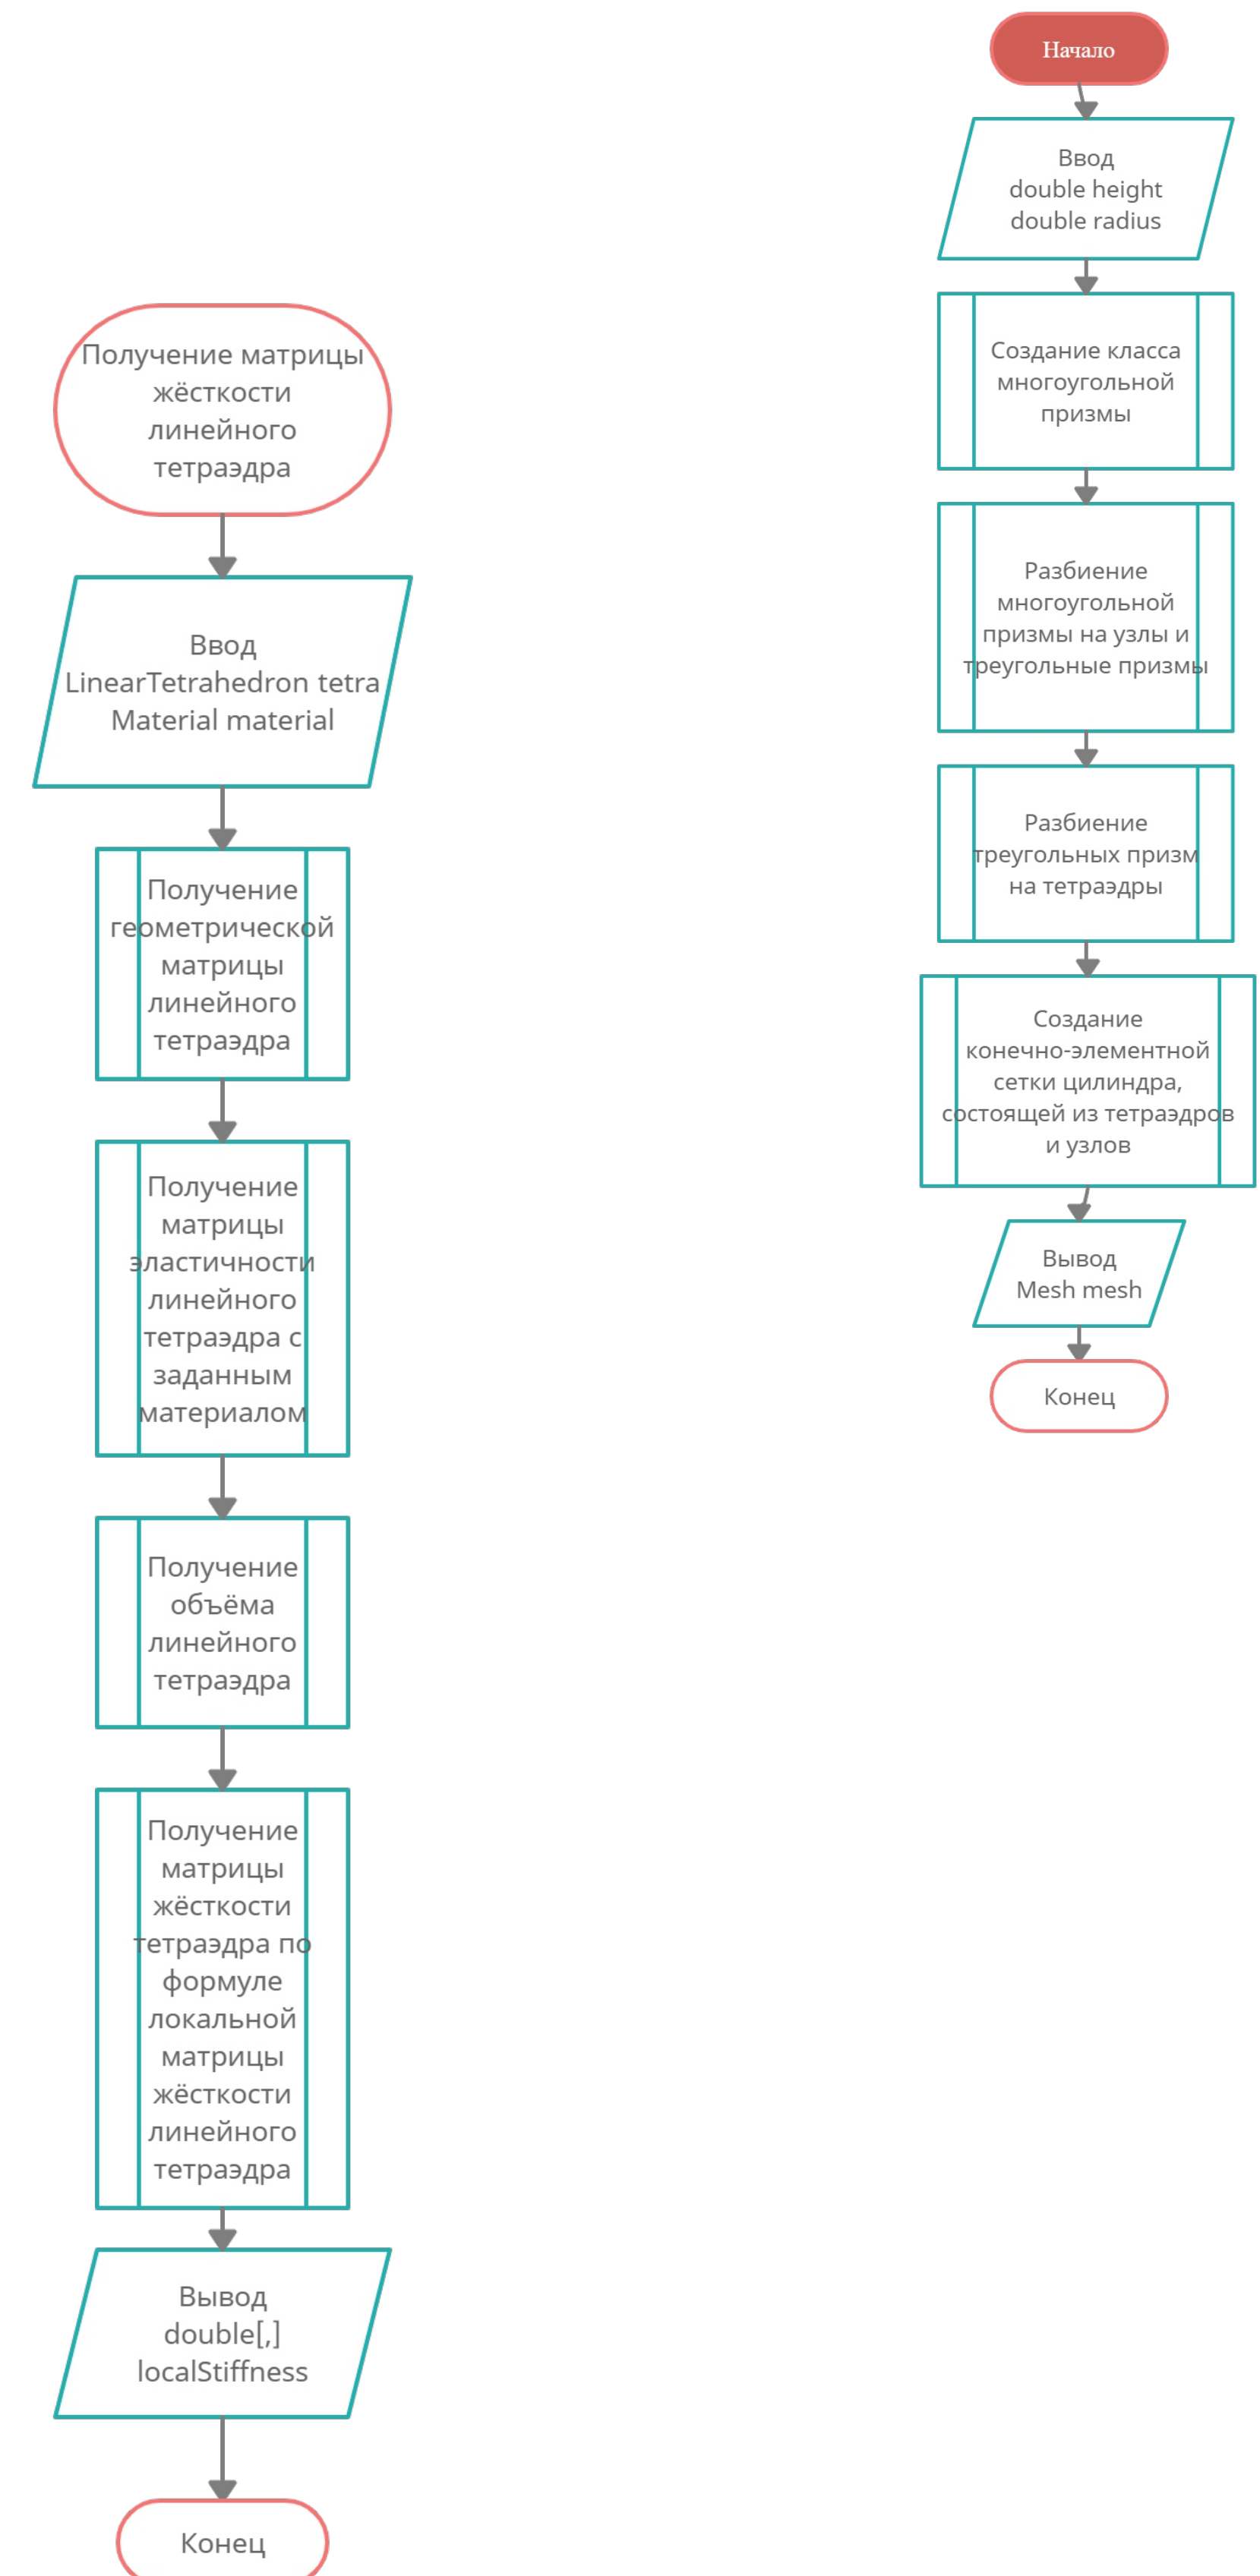 Получение матрицы
жёсткости
линейного
тетраэдра
Ввод
LinearTetrahedron tetra
Material material
Получение
геометрической
матрицы
линейного
тетраэдра
Получение
матрицы
эластичности
линейного
тетраэдра с
заданным
материалом
Получение
объёма
линейного
тетраэдра
Получение
матрицы
жёсткости
тетраэдра по
формуле
локальной
матрицы
жёсткости
линейного
тетраэдра
Вывод
double[,]
localStiffness
Конец
Начало
Ввод
double height
double radius
Создание класса
многоугольной
призмы
Разбиение
многоугольной
призмы на узлы и
треугольные призмы
Разбиение
треугольных призм
на тетраэдры
Создание
конечно-элементной
сетки цилиндра,
состоящей из тетраэдров
и узлов
Вывод
Mesh mesh
Конец